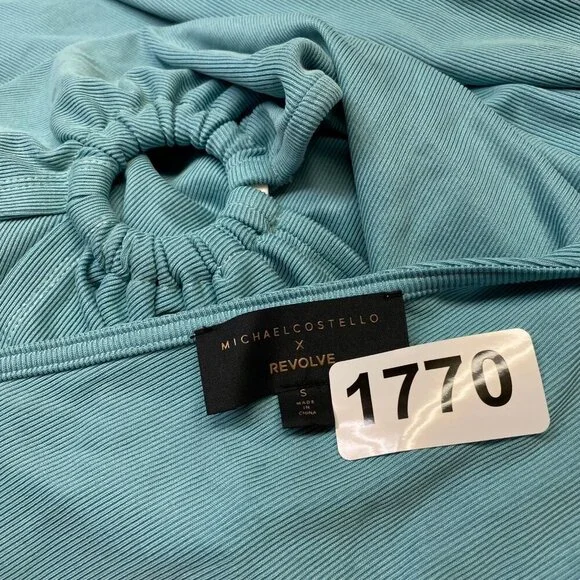 MICHAELCOSTELLO
X
REVOLVE
S
MADE
IN
CHINA
1770